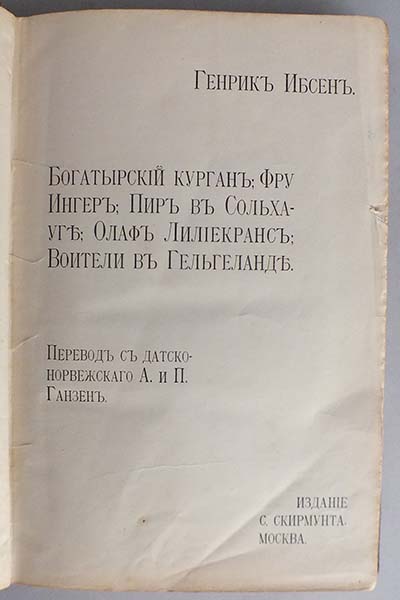 Генрикъ Ибсенъ.
Богатырскій курганъ; Фру
Ингеръ; Пиръ въ Сольха-
угѣ; Олафъ Лиліекрансъ;
Воители въ Гельгеландѣ.
Переводъ съ датско-
норвежскаго А. и П.
Ганзенъ.
ИЗДАНІЕ
С. СКИРМУНТА.
МОСКВА.